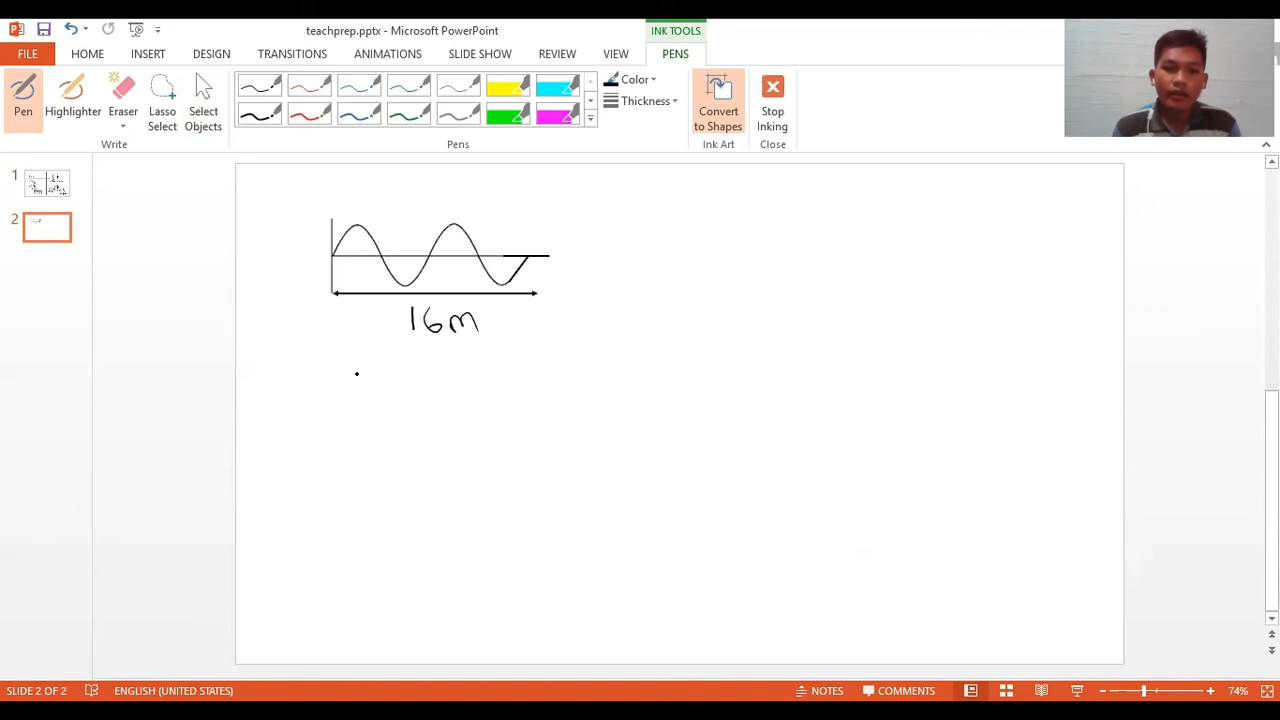 teachprep.pptx - Microsoft PowerPoint
INK TOOLS
FILE HOME INSERT DESIGN TRANSITIONS ANIMATIONS SLIDE SHOW REVIEW VIEW PENS
Pen Highlighter Eraser Lasso Select Select Objects
Color
Thickness
Convert to Shapes
Stop Inking
Write Pens Ink Art Close
1
2
16m
SLIDE 2 OF 2 ENGLISH (UNITED STATES) NOTES COMMENTS 74%